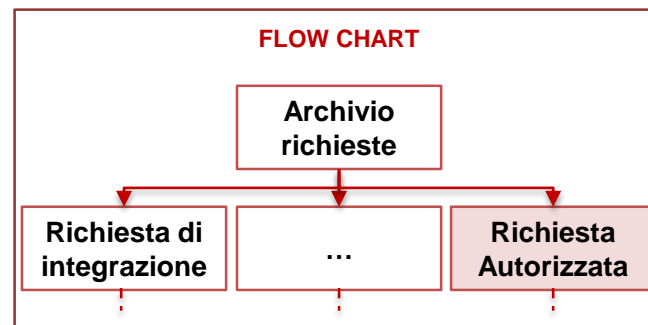 FLOW CHART
Archivio
richieste
Richiesta di
integrazione
...
Richiesta
Autorizzata